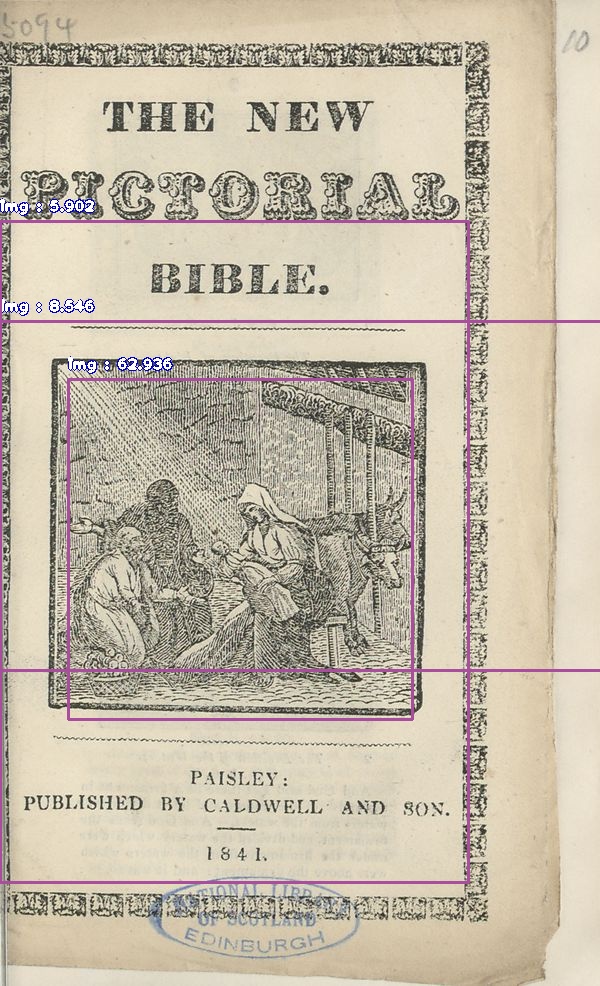 5094
10
THE NEW
PICTORIAL
Img : 5.902
BIBLE.
Img : 8.546
Img : 62.936
PAISLEY:
PUBLISHED BY CALDWELL AND SON.
1841.
NATIONAL LIBRARY
OF SCOTLAND
EDINBURGH